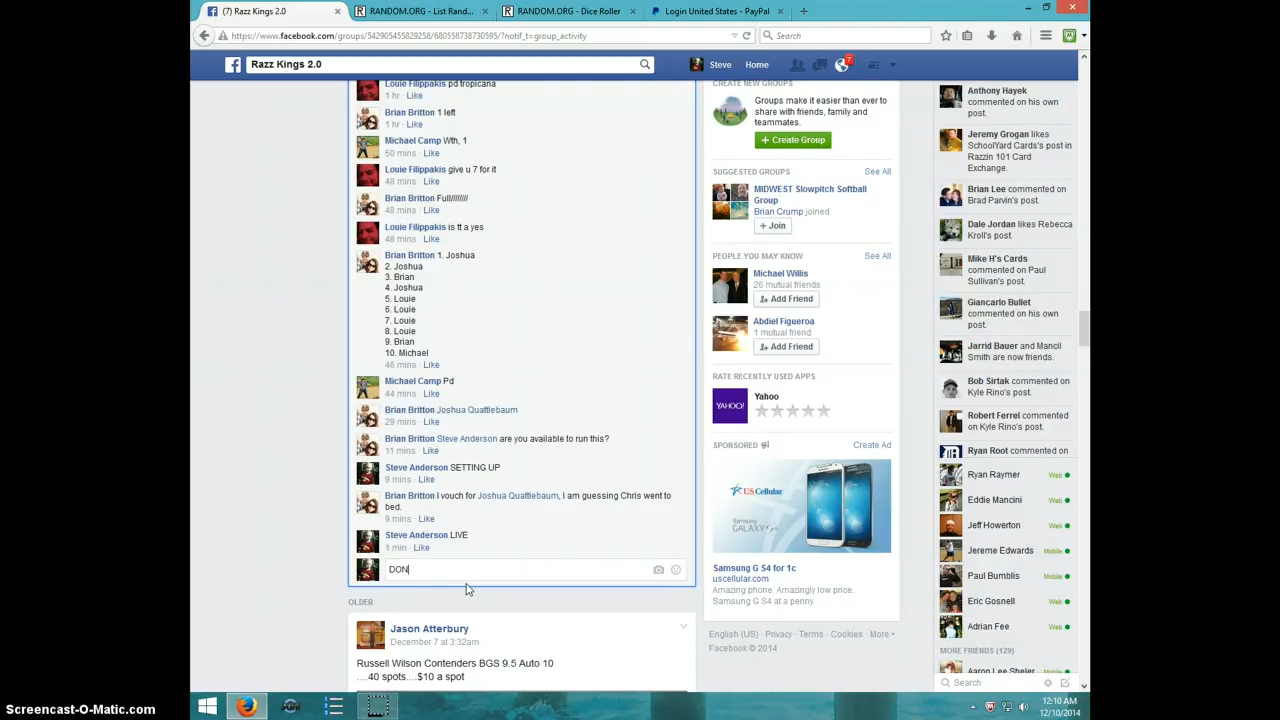 Razz Kings 2.0
RANDOM.ORG - List Rand...
RANDOM.ORG - Dice Roller
Login United States - PayPal
https://www.facebook.com/groups/542905455829258/680558738730595/?notif_t=group_activity
Search
Razz Kings 2.0
Steve
Home
7
Louie Filippakis pd tropicana
1 hr · Like
Brian Britton 1 left
1 hr · Like
Michael Camp Wth, 1
50 mins · Like
Louie Filippakis give u 7 for it
48 mins · Like
Brian Britton Full////////
48 mins · Like
Louie Filippakis is tt a yes
48 mins · Like
Brian Britton 1. Joshua
2. Joshua
3. Brian
4. Joshua
5. Louie
6. Louie
7. Louie
8. Louie
9. Brian
10. Michael
46 mins · Like
Michael Camp Pd
44 mins · Like
Brian Britton Joshua Quattlebaum
29 mins · Like
Brian Britton Steve Anderson are you available to run this?
11 mins · Like
Steve Anderson SETTING UP
9 mins · Like
Brian Britton I vouch for Joshua Quattlebaum, I am guessing Chris went to
bed.
9 mins · Like
Steve Anderson LIVE
1 min · Like
DON
OLDER
Jason Atterbury
December 7 at 3:32am
Russell Wilson Contenders BGS 9.5 Auto 10
....40 spots....$10 a spot
CREATE NEW GROUPS
Groups make it easier than ever to
share with friends, family and
teammates.
+ Create Group
SUGGESTED GROUPS
See All
MIDWEST Slowpitch Softball
Group
Brian Crump joined
+ Join
PEOPLE YOU MAY KNOW
See All
Michael Willis
26 mutual friends
Add Friend
Abdiel Figueroa
1 mutual friend
Add Friend
RATE RECENTLY USED APPS
YAHOO!
Yahoo
SPONSORED
Create Ad
US Cellular
Samsung
GALAXY S4
Samsung G S4 for 1c
uscellular.com
Amazing phone. Amazingly low price.
Samsung G S4 at a penny.
English (US) · Privacy · Terms · Cookies · More
Facebook © 2014
Anthony Hayek
commented on his own
post.
Jeremy Grogan likes
SchoolYard Cards's post in
Razzin 101 Card
Exchange.
Brian Lee commented on
Brad Parvin's post.
Dale Jordan likes Rebecca
Kroll's post.
Mike H's Cards
commented on Paul
Sullivan's post.
Giancarlo Bullet
commented on his own
post.
Jarrid Bauer and Mancil
Smith are now friends.
Bob Sirtak commented on
Kyle Rino's post.
Robert Ferrel commented
on Kyle Rino's post.
Ryan Root commented on
Ryan Raymer Web
Eddie Mancini Web
Jeff Howerton Web
Jereme Edwards Mobile
Paul Bumblis Mobile
Eric Gosnell Web
Adrian Fee Web
MORE FRIENDS (129)
Aaron Lee Sheler
Search
12:10 AM
12/10/2014
Screencast-O-Matic.com